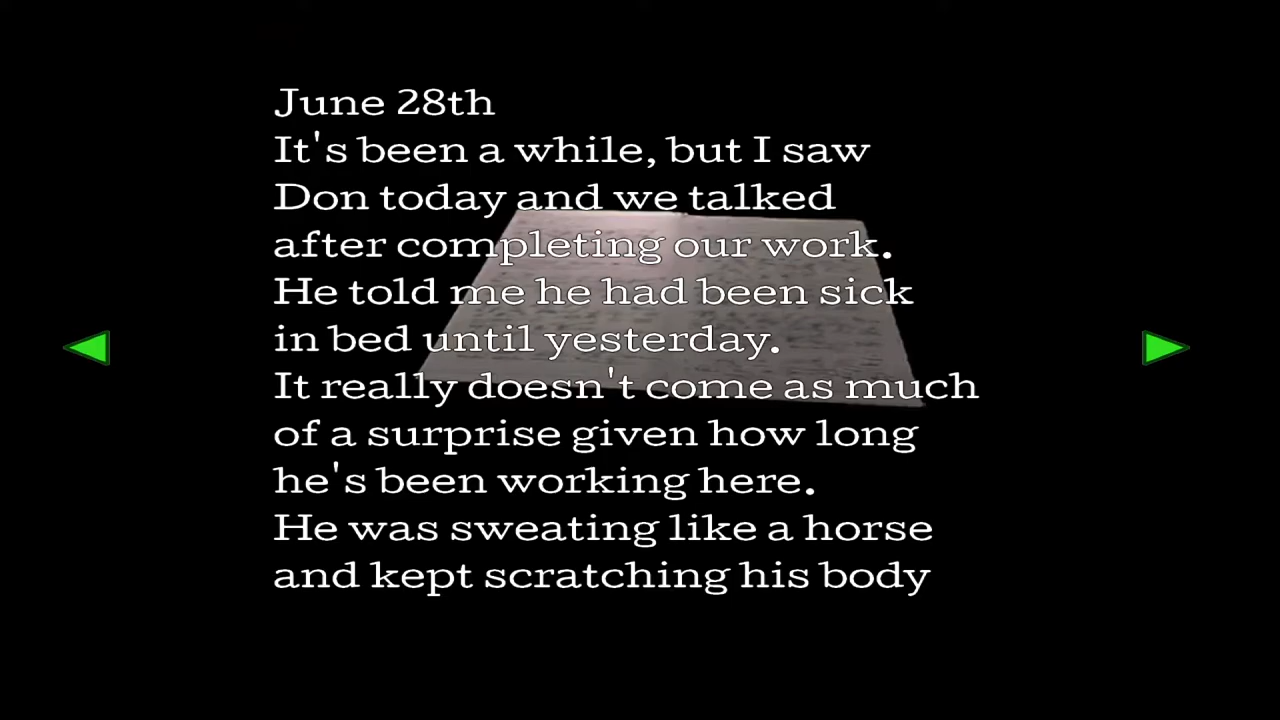 June 28th
It's been a while, but I saw
Don today and we talked
after completing our work.
He told me he had been sick
in bed until yesterday.
It really doesn't come as much
of a surprise given how long
he's been working here.
He was sweating like a horse
and kept scratching his body